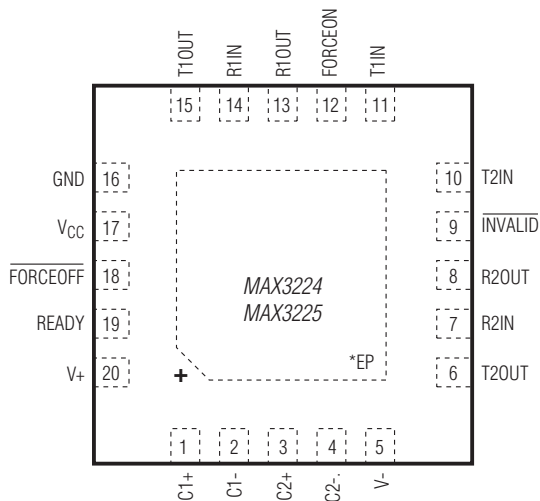 T1OUT R1IN R1OUT FORCEON T1IN
15 14 13 12 11
GND 16
VCC 17
FORCEOFF 18
READY 19
V+ 20
10 T2IN
9 INVALID
8 R2OUT
7 R2IN
6 T2OUT
MAX3224
MAX3225
*EP
+
1 2 3 4 5
C1+ C1- C2+ C2-. V-